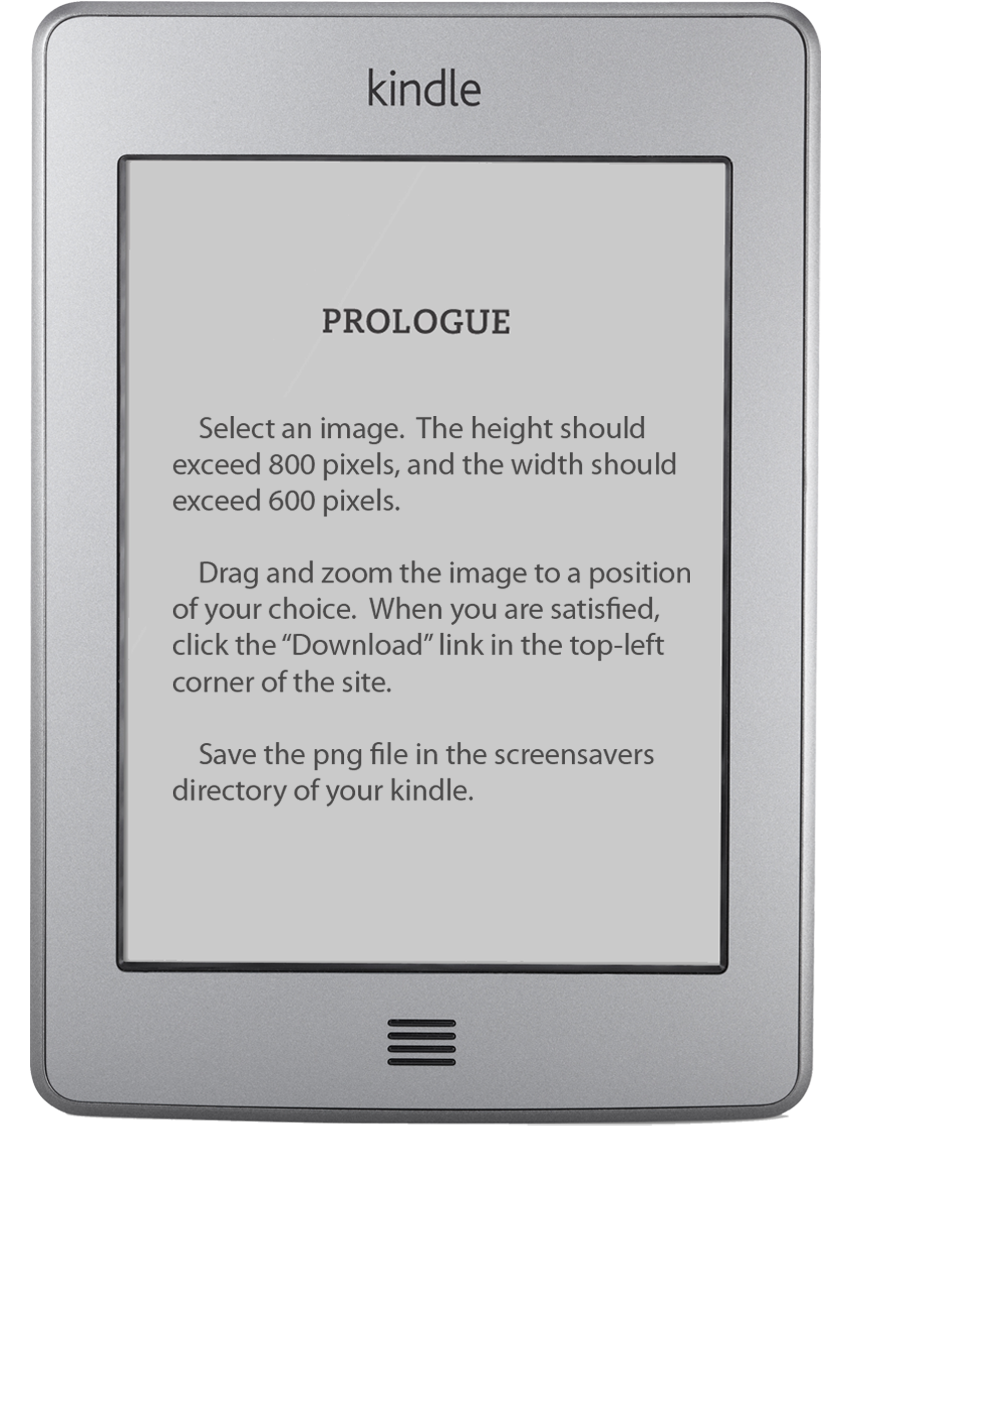 kindle
PROLOGUE
Select an image.  The height should
exceed 800 pixels, and the width should
exceed 600 pixels.
Drag and zoom the image to a position
of your choice.  When you are satisfied,
click the “Download” link in the top-left
corner of the site.
Save the png file in the screensavers
directory of your kindle.